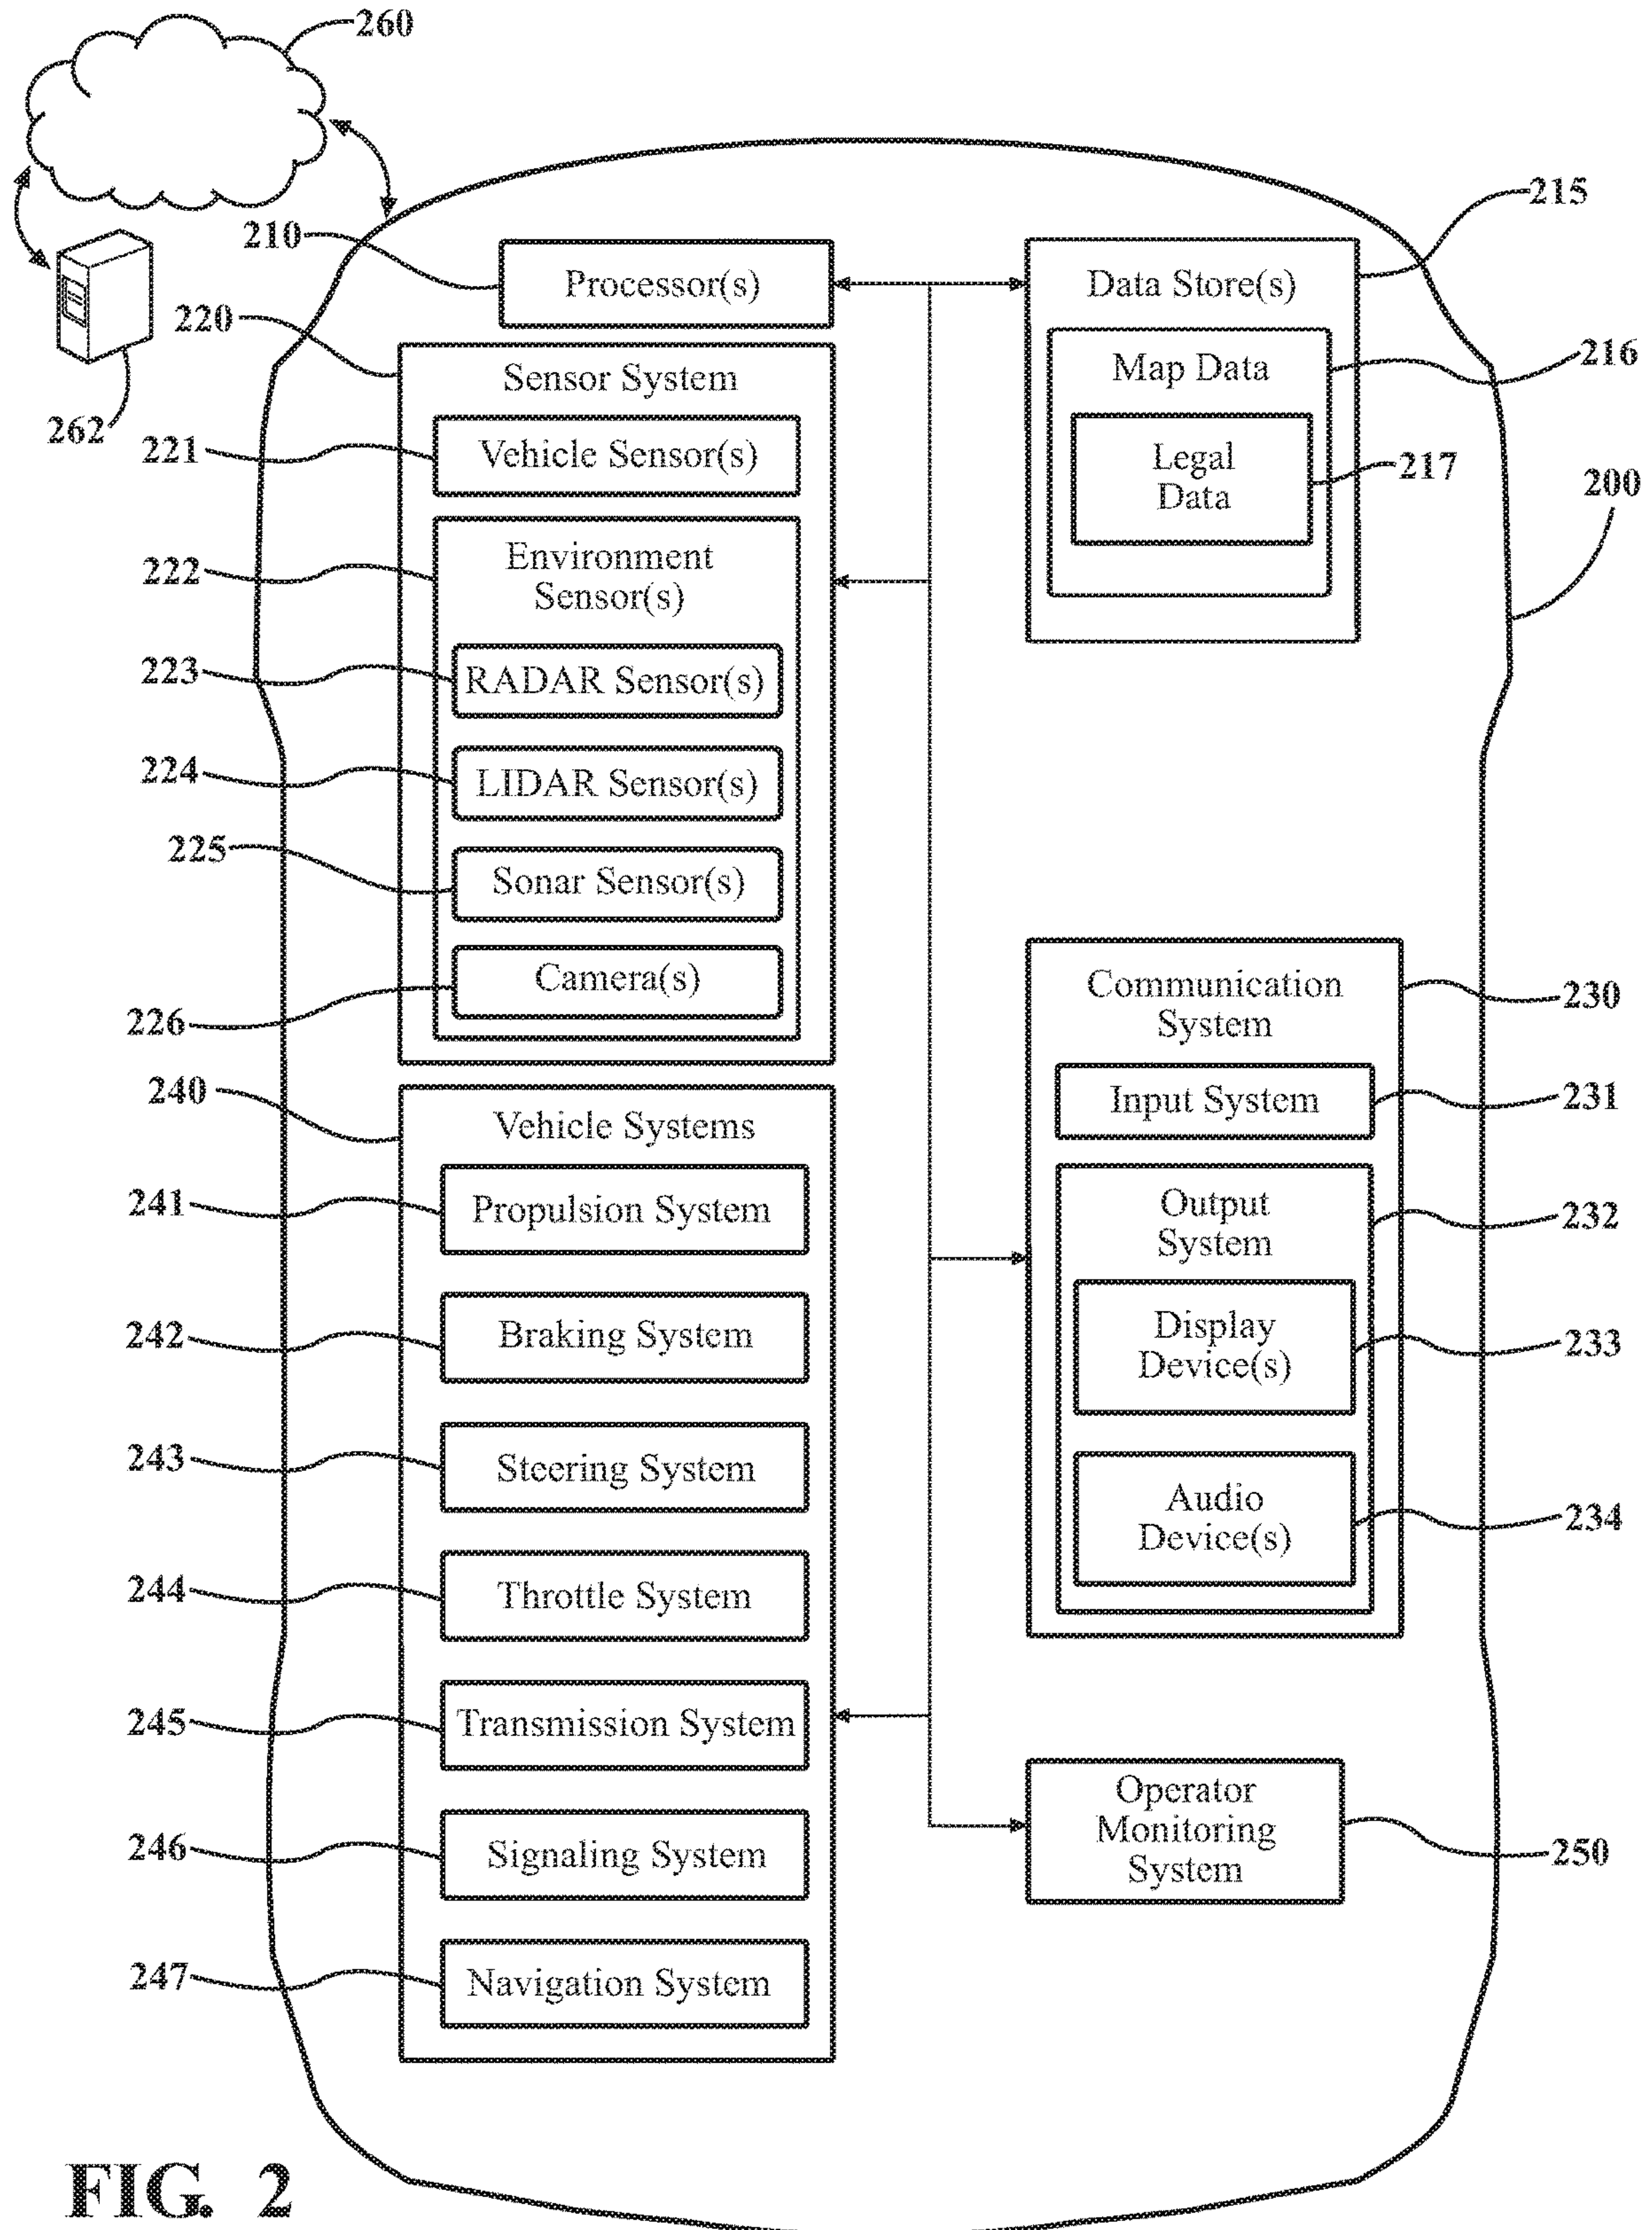 260
215
210
Processor(s)
Data Store(s)
220
Sensor System
Map Data
216
262
221
Vehicle Sensor(s)
Legal
Data
217
200
222
Environment
Sensor(s)
223
RADAR Sensor(s)
224
LIDAR Sensor(s)
225
Sonar Sensor(s)
226
Camera(s)
Communication
System
230
240
Vehicle Systems
Input System
231
241
Propulsion System
Output
System
232
242
Braking System
Display
Device(s)
233
243
Steering System
Audio
Device(s)
234
244
Throttle System
245
Transmission System
Operator
Monitoring
System
250
246
Signaling System
247
Navigation System
FIG. 2